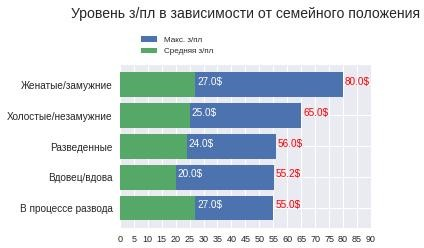 Уровень з/пл в зависимости от семейного положения
Макс. з/пл
Средняя з/пл
Женатые/замужние 27.0$ 80.0$
Холостые/незамужние 25.0$ 65.0$
Разведенные 24.0$ 56.0$
Вдовец/вдова 20.0$ 55.2$
В процессе развода 27.0$ 55.0$
0 5 10 15 20 25 30 35 40 45 50 55 60 65 70 75 80 85 90